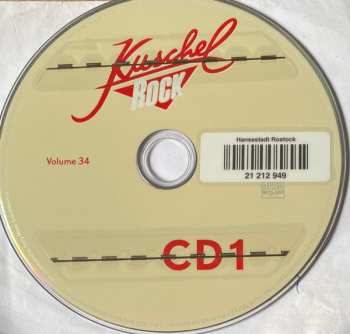 Kuschel
ROCK
Volume 34
Hansestadt Rostock
21 212 949
CD1